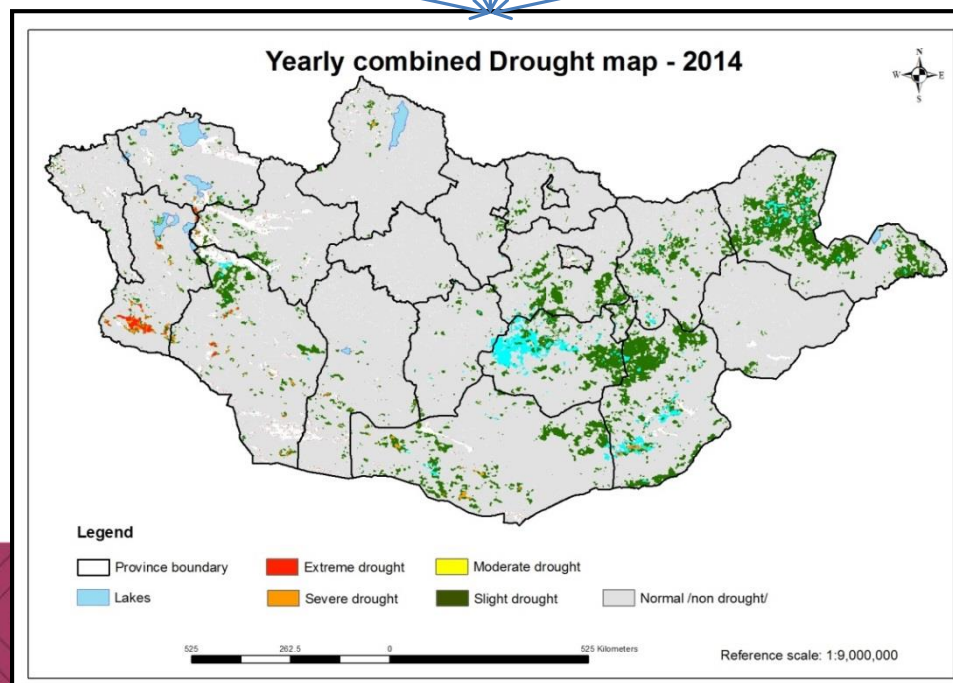 Yearly combined Drought map - 2014
N
W E
S
Legend
Province boundary
Extreme drought
Moderate drought
Lakes
Severe drought
Slight drought
Normal /non drought/
525 262.5 0 525 Kilometers
Reference scale: 1:9,000,000